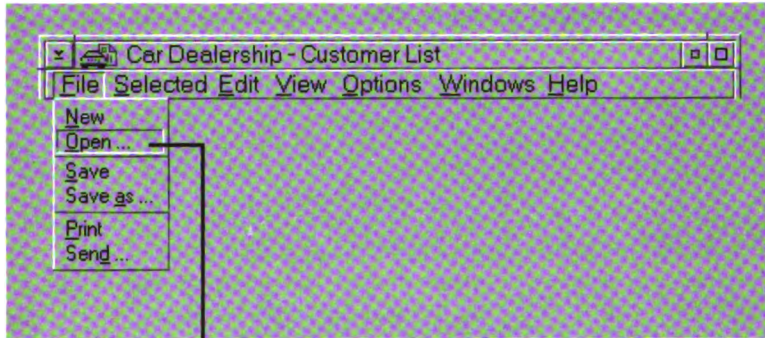 Car Dealership - Customer List
File Selected Edit View Options Windows Help
New
Open ...
Save
Save as ...
Print
Send ...